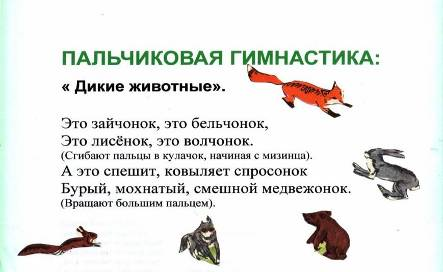 ПАЛЬЧИКОВАЯ ГИМНАСТИКА:
« Дикие животные».
Это зайчонок, это бельчонок,
Это лисёнок, это волчонок.
(Сгибают пальцы в кулачок, начиная с мизинца).
А это спешит, ковыляет спросонок
Бурый, мохнатый, смешной медвежонок.
(Вращают большим пальцем).